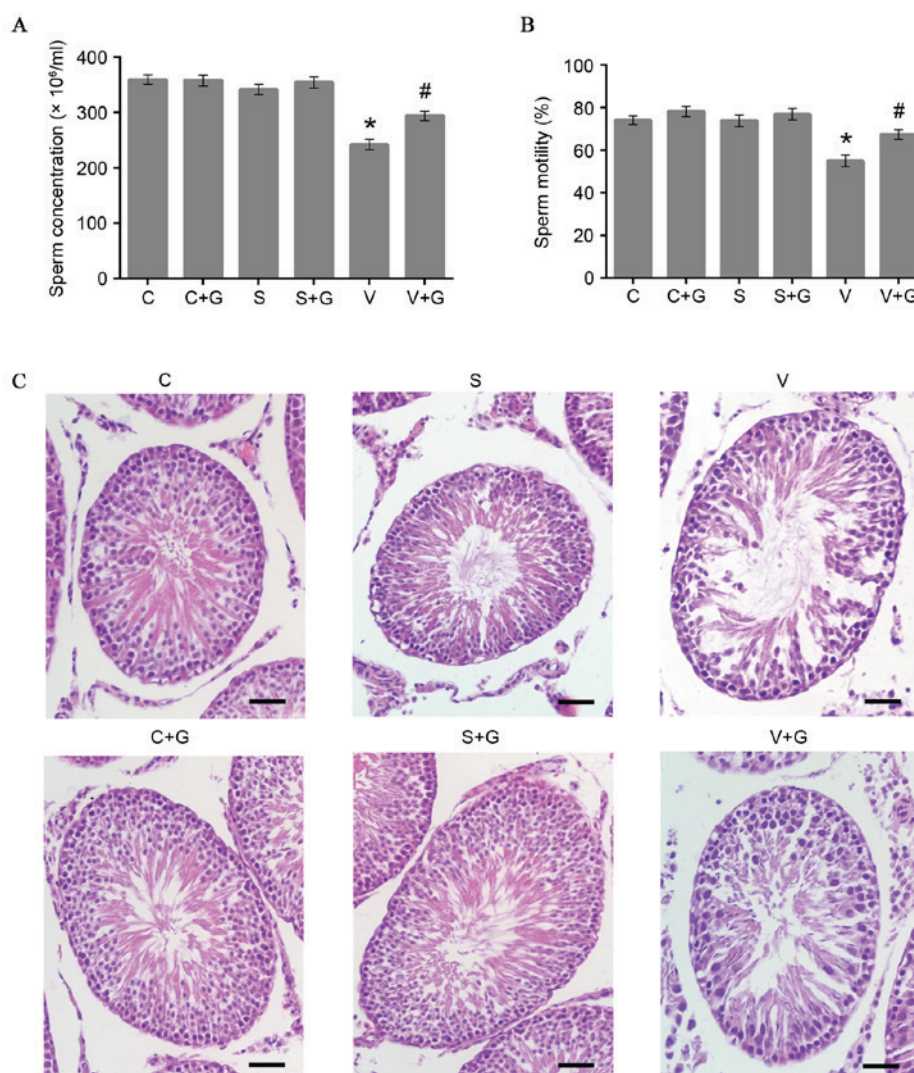 A
Sperm concentration (× 10⁶/ml)
400
300
200
100
0
*
#
C C+G S S+G V V+G
B
Sperm motility (%)
100
80
60
40
20
0
*
#
C C+G S S+G V V+G
C
C S V
C+G S+G V+G